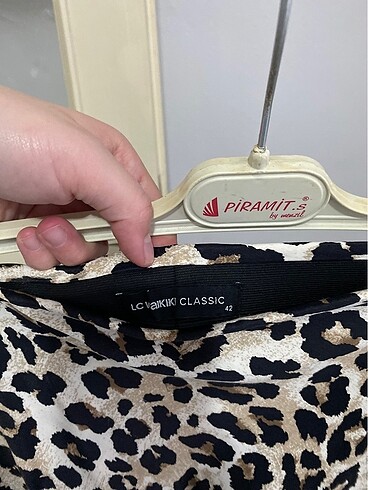 PİRAMİT.S ®
by menzil
LC WAIKIKI CLASSIC
42